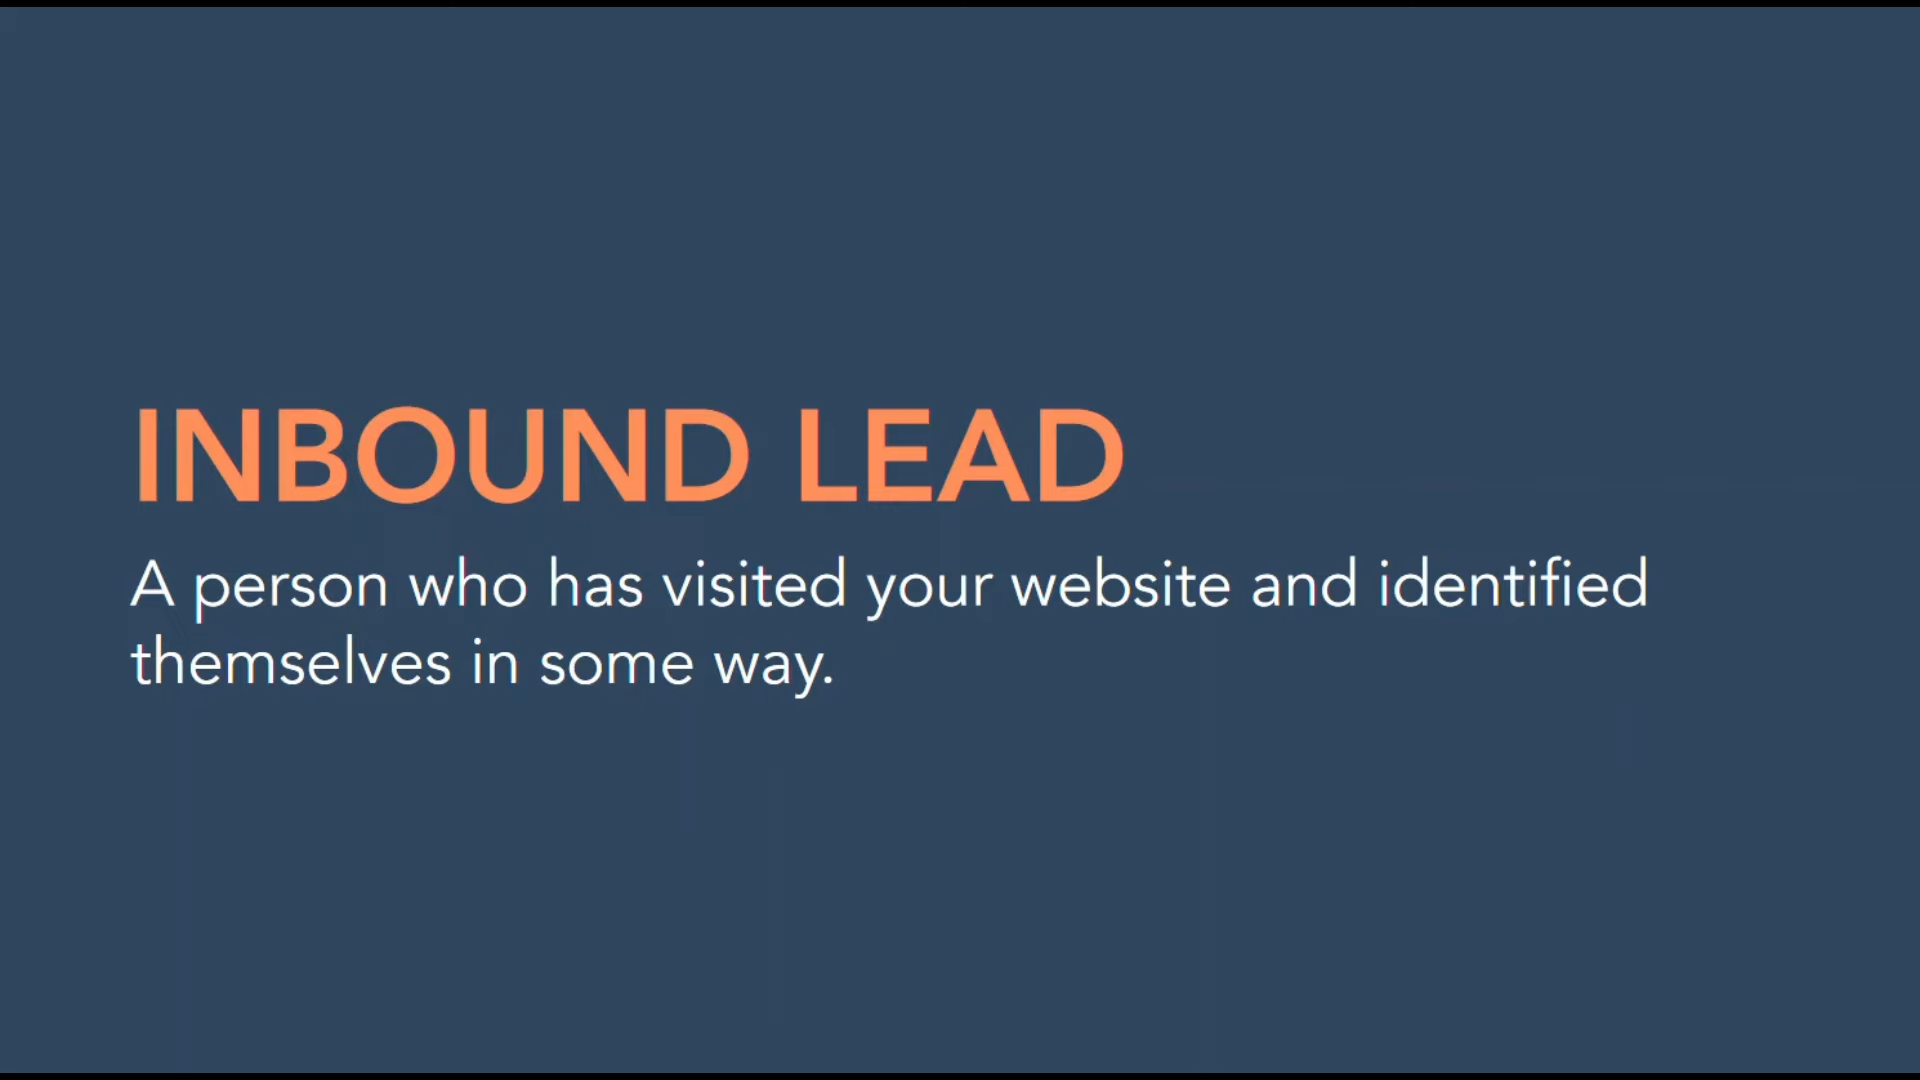 INBOUND LEAD
A person who has visited your website and identified
themselves in some way.